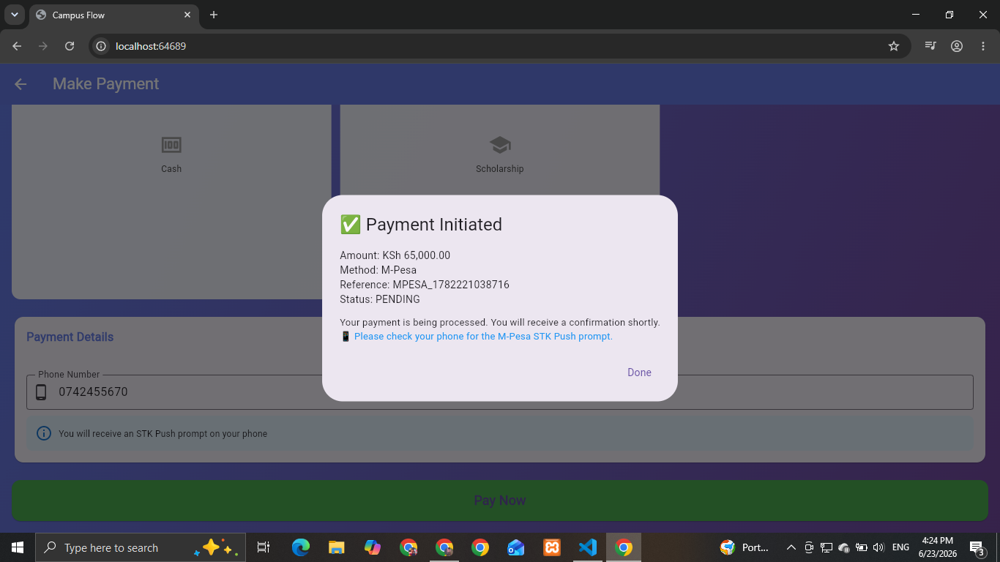 Campus Flow
localhost:64689
Make Payment
Cash
Scholarship
✅ Payment Initiated
Amount: KSh 65,000.00
Method: M-Pesa
Reference: MPESA_1782221038716
Status: PENDING
Your payment is being processed. You will receive a confirmation shortly.
📱 Please check your phone for the M-Pesa STK Push prompt.
Done
Payment Details
Phone Number
0742455670
You will receive an STK Push prompt on your phone
Pay Now
Type here to search
Port...
ENG
4:24 PM
6/23/2026
3